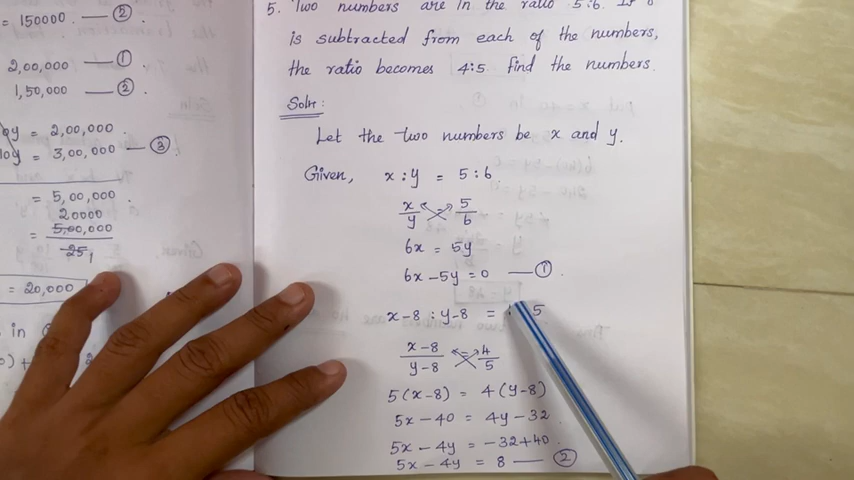 = 150000. — ②
2,00,000 — ①
1,50,000 — ②
oy = 2,00,000
loy = 3,00,000 — ③
= 5,00,000
20000
= 5,00,000
25 1
= 20,000
5. Two numbers are in the ratio 5:6. If 8
is subtracted from each of the numbers,
the ratio becomes 4:5 find the numbers.
Soln:
Let the two numbers be x and y.
Given, x : y = 5 : 6
x/y = 5/6
6x = 5y
6x - 5y = 0 — ①
x-8 : y-8 = 5
x-8/y-8 = 4/5
5(x-8) = 4(y-8)
5x - 40 = 4y - 32
5x - 4y = -32+40
5x - 4y = 8 — ②